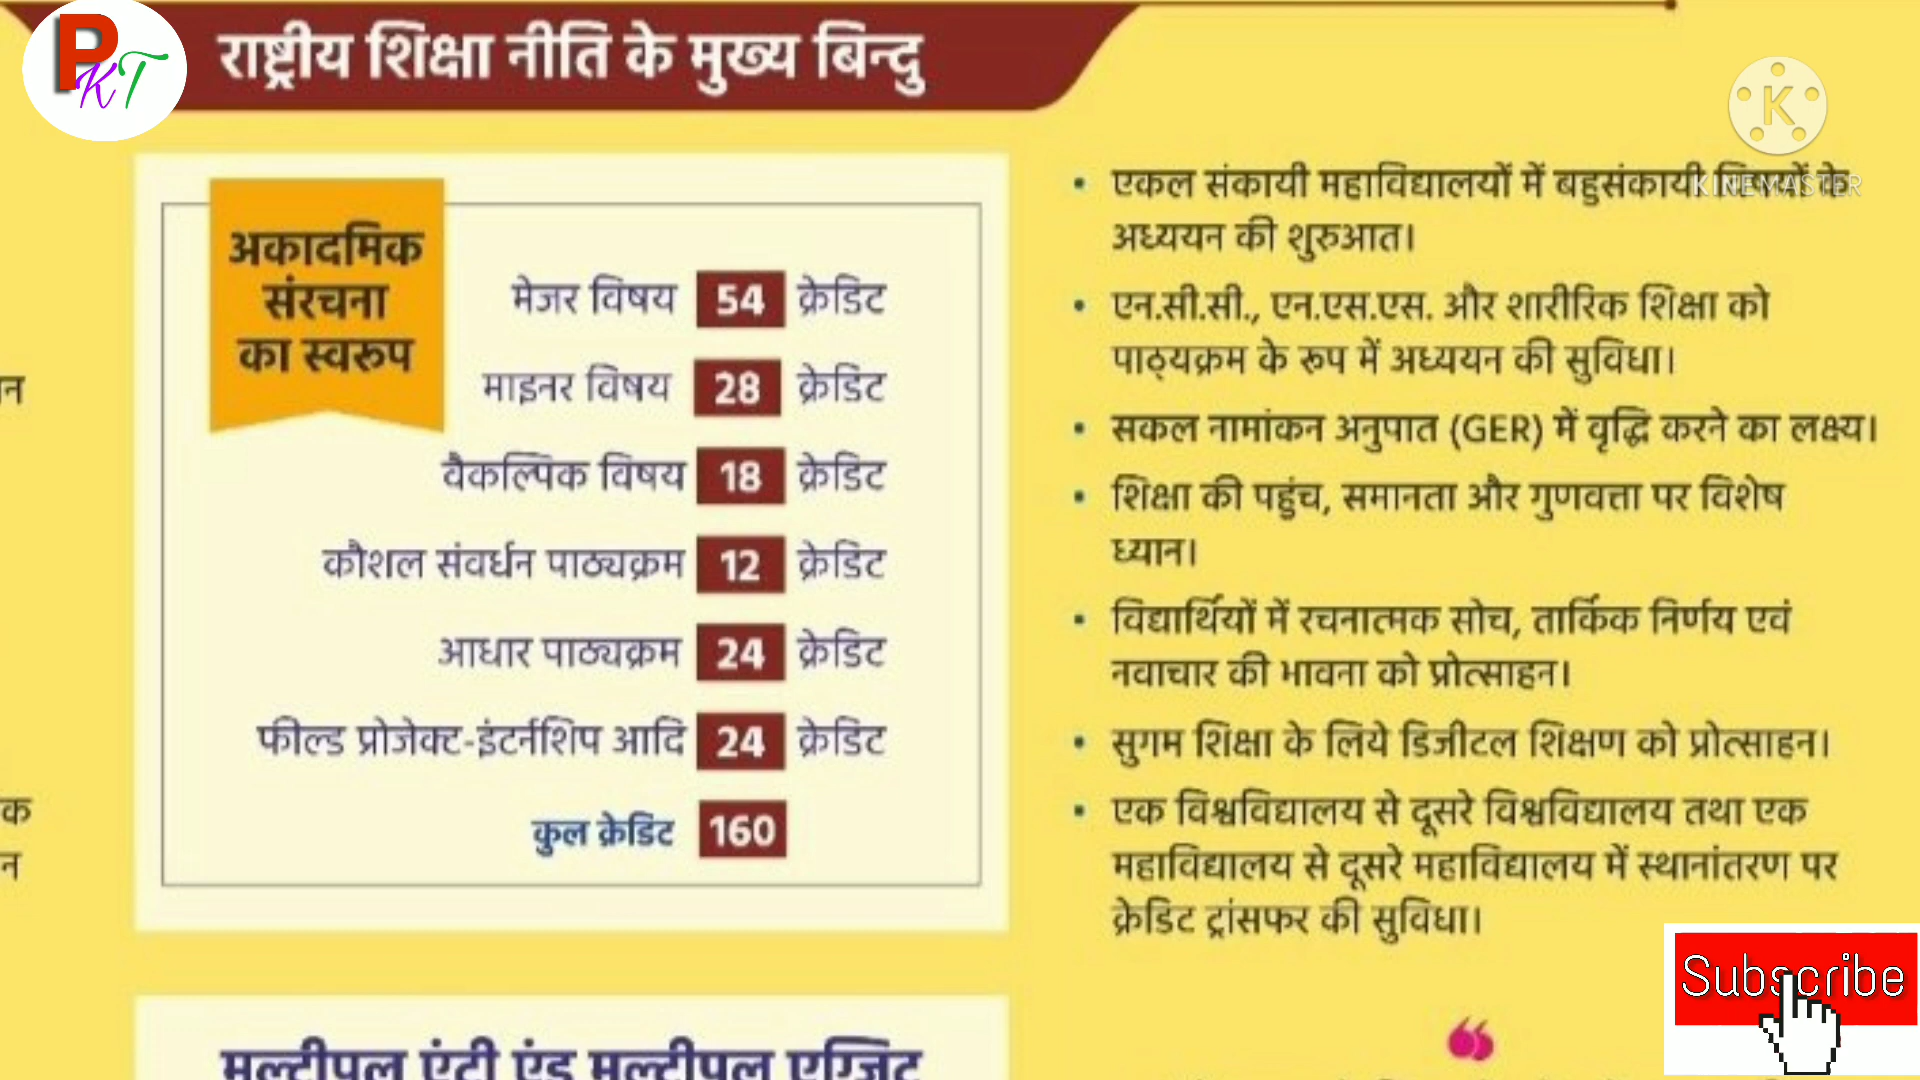 PKT
राष्ट्रीय शिक्षा नीति के मुख्य बिन्दु
K
KINEMASTER
अकादमिक
संरचना
का स्वरूप
मेजर विषय 54 क्रेडिट
माइनर विषय 28 क्रेडिट
वैकल्पिक विषय 18 क्रेडिट
कौशल संवर्धन पाठ्यक्रम 12 क्रेडिट
आधार पाठ्यक्रम 24 क्रेडिट
फील्ड प्रोजेक्ट-इंटर्नशिप आदि 24 क्रेडिट
कुल क्रेडिट 160
मल्टीपल एंट्री एंड मल्टीपल एग्जिट
• एकल संकायी महाविद्यालयों में बहुसंकायी विषयों के
अध्ययन की शुरुआत।
• एन.सी.सी., एन.एस.एस. और शारीरिक शिक्षा को
पाठ्यक्रम के रूप में अध्ययन की सुविधा।
• सकल नामांकन अनुपात (GER) में वृद्धि करने का लक्ष्य।
• शिक्षा की पहुंच, समानता और गुणवत्ता पर विशेष
ध्यान।
• विद्यार्थियों में रचनात्मक सोच, तार्किक निर्णय एवं
नवाचार की भावना को प्रोत्साहन।
• सुगम शिक्षा के लिये डिजीटल शिक्षण को प्रोत्साहन।
• एक विश्वविद्यालय से दूसरे विश्वविद्यालय तथा एक
महाविद्यालय से दूसरे महाविद्यालय में स्थानांतरण पर
क्रेडिट ट्रांसफर की सुविधा।
Subscribe